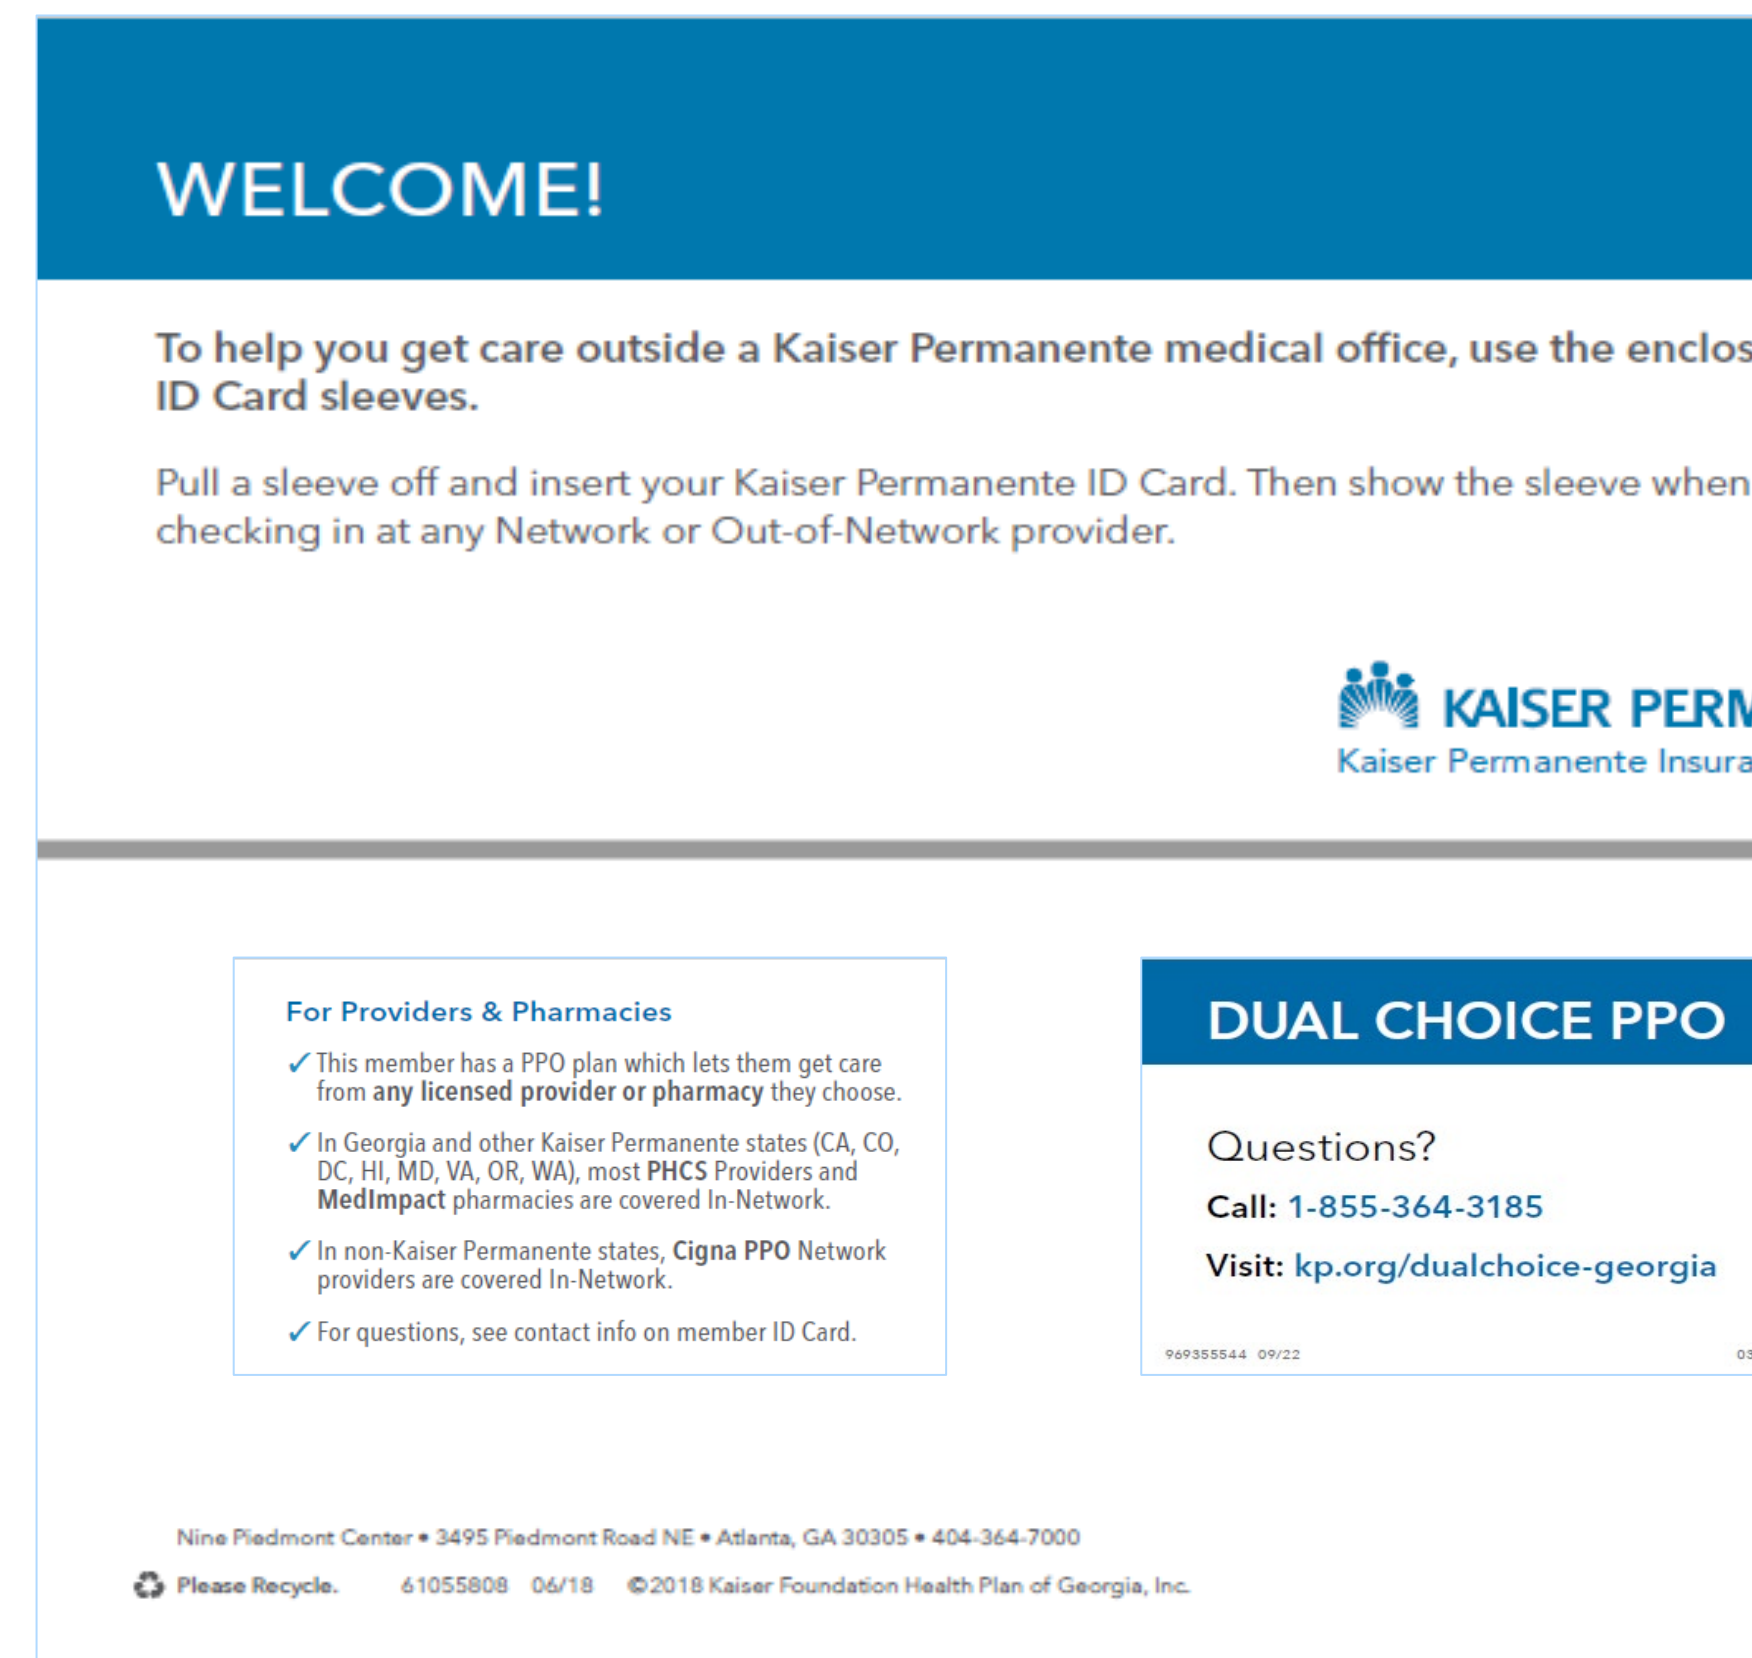 WELCOME!
To help you get care outside a Kaiser Permanente medical office, use the
ID Card sleeves.
Pull a sleeve off and insert your Kaiser Permanente ID Card. Then show the sleeve when
checking in at any Network or Out-of-Network provider.
KAISER
Kaiser Permanente
For Providers & Pharmacies
✓ This member has a PPO plan which lets them get care
from any licensed provider or pharmacy they choose.
✓ In Georgia and other Kaiser Permanente states (CA, CO,
DC, HI, MD, VA, OR, WA), most PHCS Providers and
MedImpact pharmacies are covered In-Network.
✓ In non-Kaiser Permanente states, Cigna PPO Network
providers are covered In-Network.
✓ For questions, see contact info on member ID Card.
DUAL CHOICE PPO
Questions?
Call: 1-855-364-3185
Visit: kp.org/dualchoice-georgia
969355544 09/22
Nine Piedmont Center • 3495 Piedmont Road NE • Atlanta, GA 30305 • 404-364-7000
Please Recycle. 61055808 06/18 ©2018 Kaiser Foundation Health Plan of Georgia, Inc.